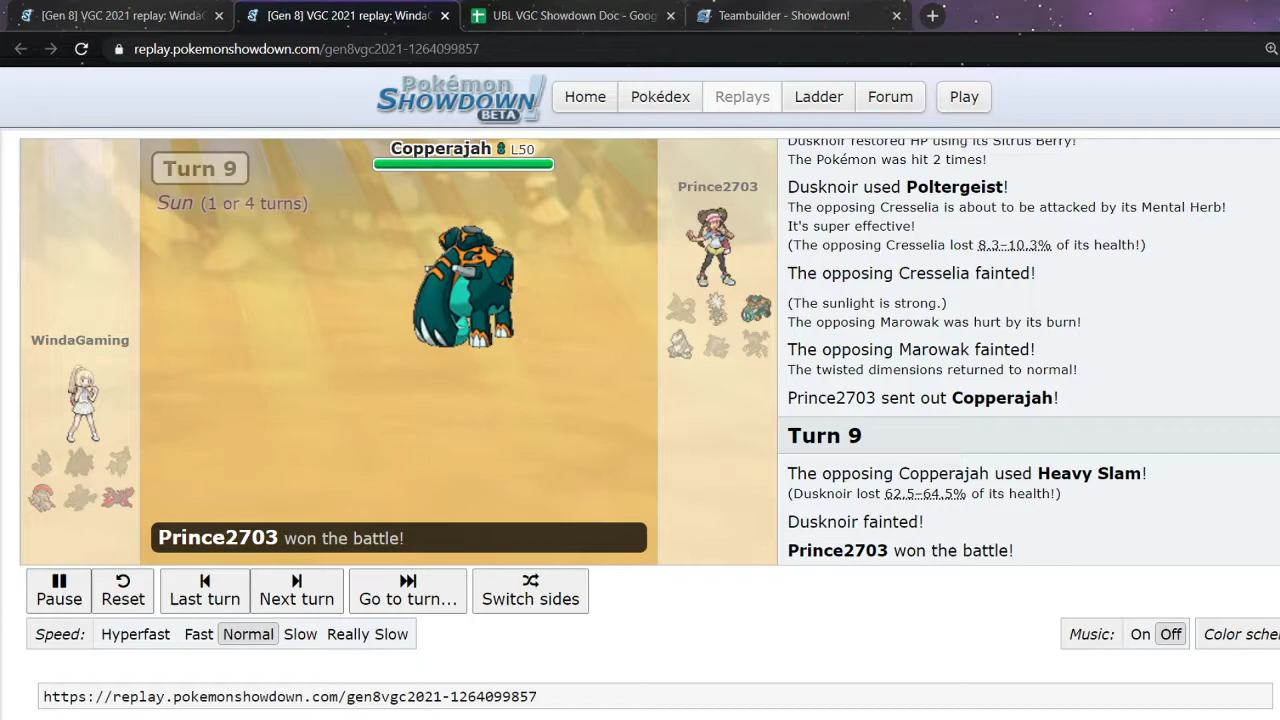 [Gen 8] VGC 2021 replay: WindaG
[Gen 8] VGC 2021 replay: WindaG
UBL VGC Showdown Doc - Goog
Teambuilder - Showdown!
replay.pokemonshowdown.com/gen8vgc2021-1264099857
Pokémon
SHOWDOWN!
BETA
Home
Pokédex
Replays
Ladder
Forum
Play
Turn 9
Sun (1 or 4 turns)
Copperajah L50
WindaGaming
Prince2703
Prince2703 won the battle!
Dusknoir restored HP using its Sitrus Berry!
The Pokémon was hit 2 times!
Dusknoir used Poltergeist!
The opposing Cresselia is about to be attacked by its Mental Herb!
It's super effective!
(The opposing Cresselia lost 8.3–10.3% of its health!)
The opposing Cresselia fainted!
(The sunlight is strong.)
The opposing Marowak was hurt by its burn!
The opposing Marowak fainted!
The twisted dimensions returned to normal!
Prince2703 sent out Copperajah!
Turn 9
The opposing Copperajah used Heavy Slam!
(Dusknoir lost 62.5–64.5% of its health!)
Dusknoir fainted!
Prince2703 won the battle!
Pause
Reset
Last turn
Next turn
Go to turn...
Switch sides
Speed: Hyperfast Fast Normal Slow Really Slow
Music: On Off
Color sche
https://replay.pokemonshowdown.com/gen8vgc2021-1264099857